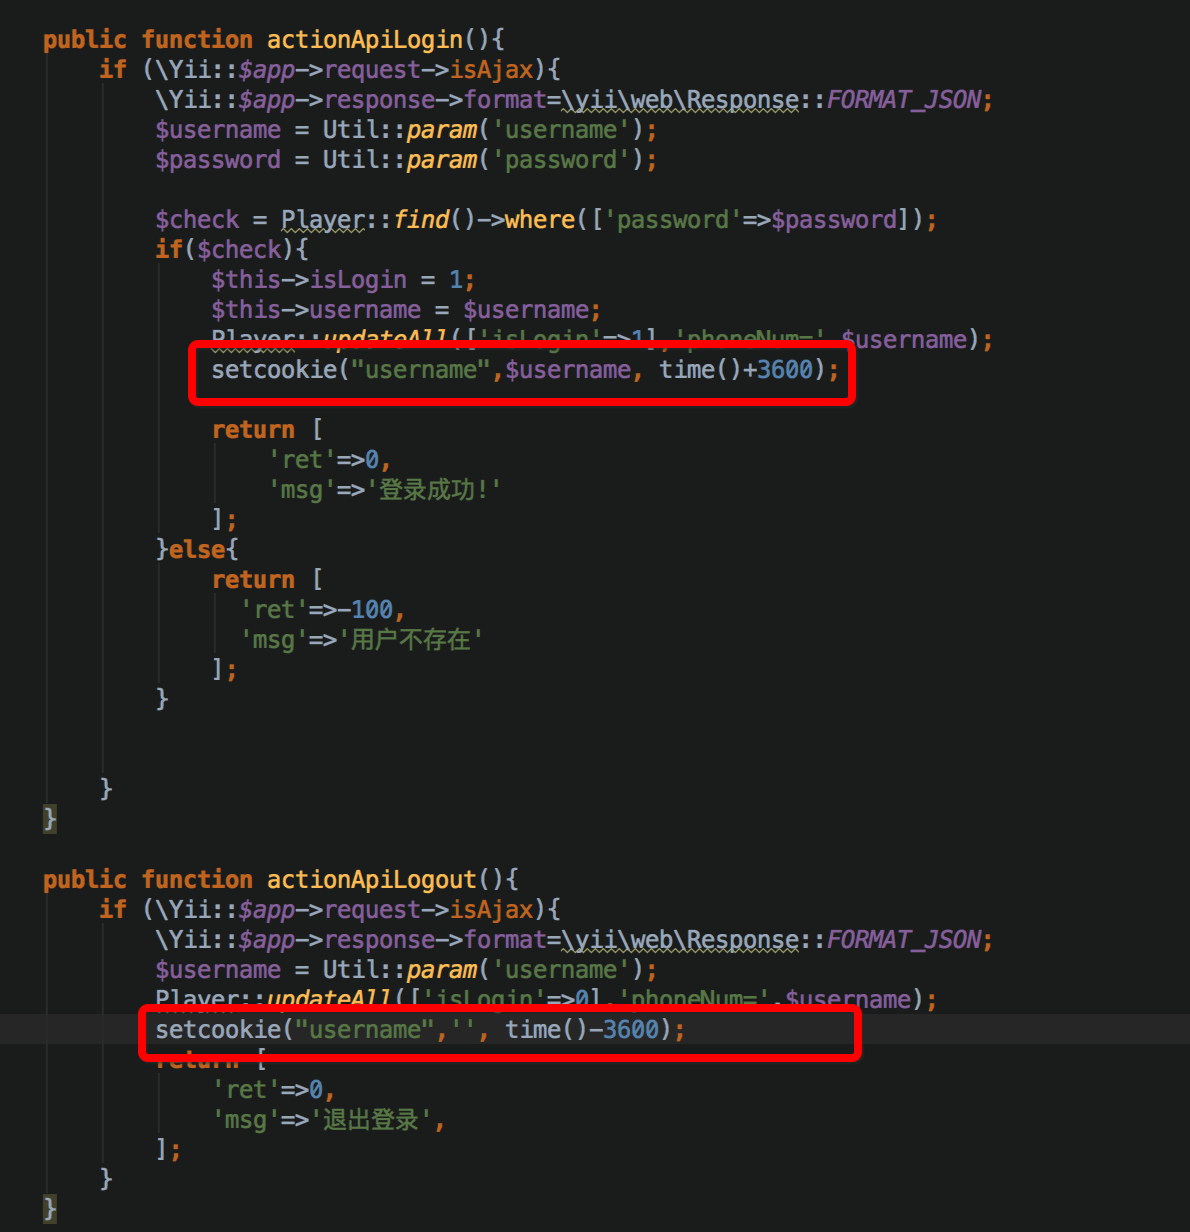 public function actionApiLogin(){
if (\Yii::$app->request->isAjax){
\Yii::$app->response->format=\yii\web\Response::FORMAT_JSON;
$username = Util::param('username');
$password = Util::param('password');
$check = Player::find()->where(['password'=>$password]);
if($check){
$this->isLogin = 1;
$this->username = $username;
Player::updateAll(['isLogin'=>1],'phoneNum='.$username);
setcookie("username",$username, time()+3600);
return [
'ret'=>0,
'msg'=>'登录成功!'
];
}else{
return [
'ret'=>-100,
'msg'=>'用户不存在'
];
}
}
}
public function actionApiLogout(){
if (\Yii::$app->request->isAjax){
\Yii::$app->response->format=\yii\web\Response::FORMAT_JSON;
$username = Util::param('username');
Player::updateAll(['isLogin'=>0],'phoneNum='.$username);
setcookie("username",'', time()-3600);
return [
'ret'=>0,
'msg'=>'退出登录',
];
}
}